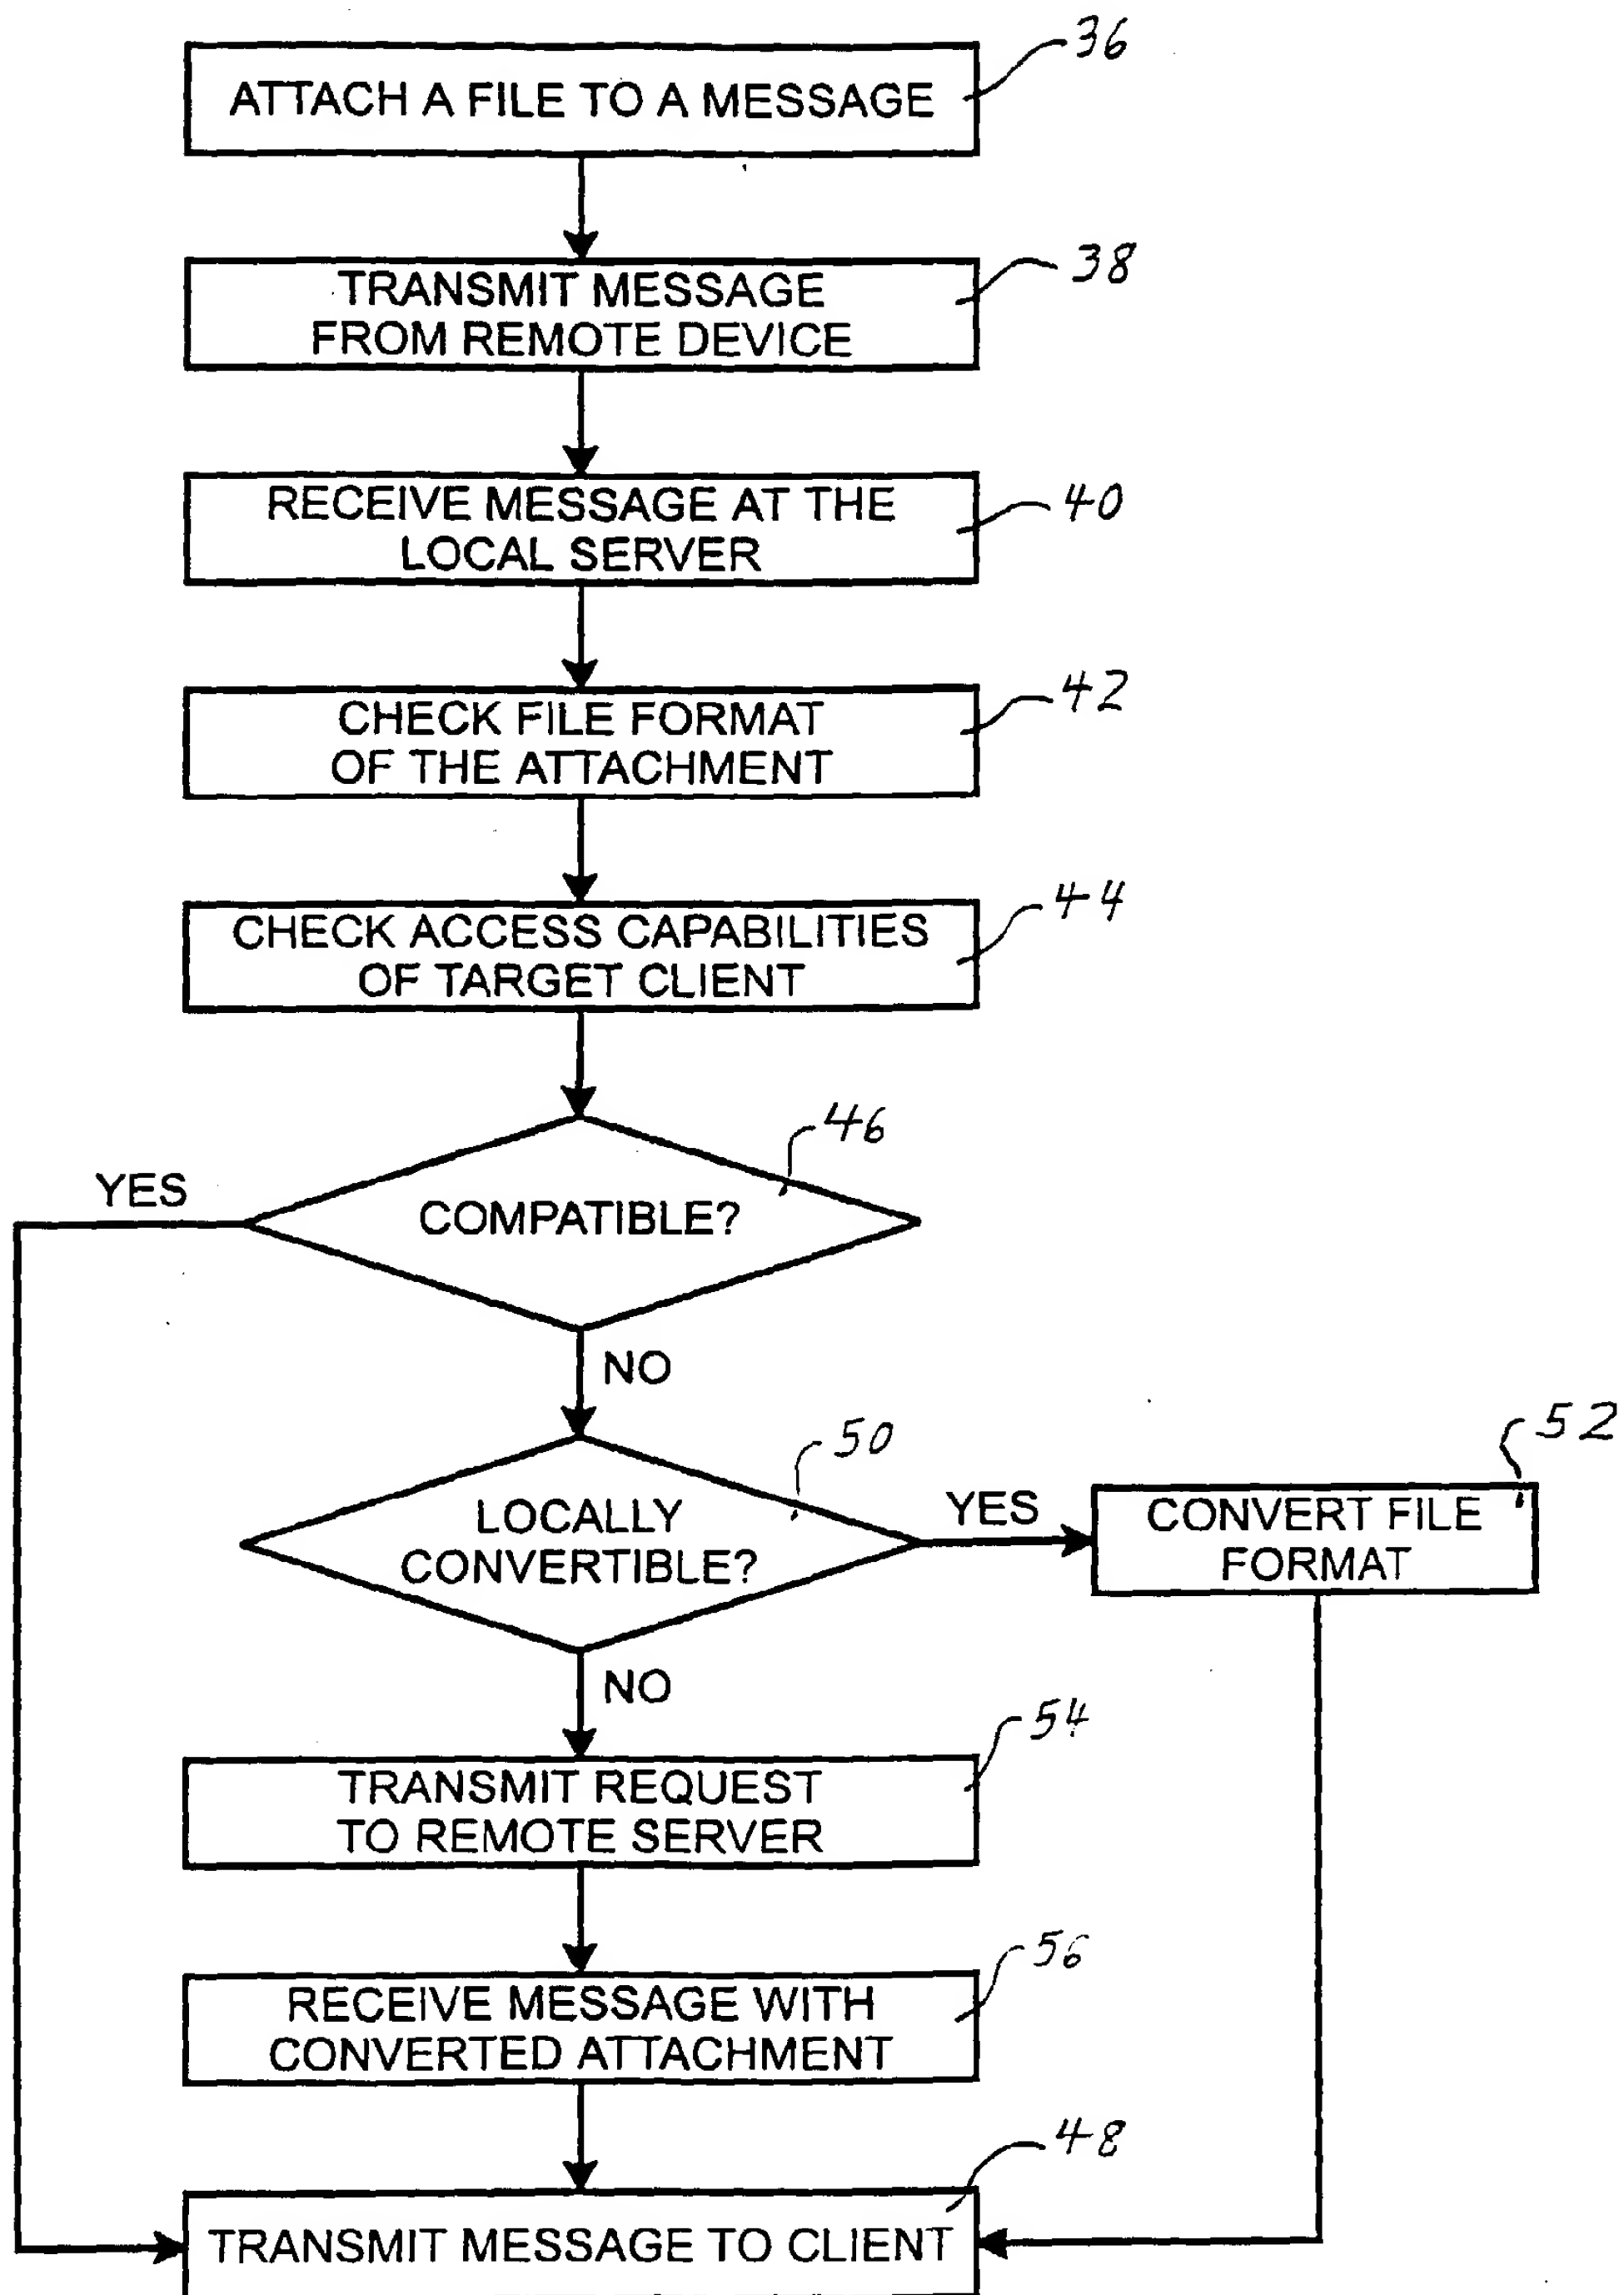 36
ATTACH A FILE TO A MESSAGE
38
TRANSMIT MESSAGE
FROM REMOTE DEVICE
40
RECEIVE MESSAGE AT THE
LOCAL SERVER
42
CHECK FILE FORMAT
OF THE ATTACHMENT
44
CHECK ACCESS CAPABILITIES
OF TARGET CLIENT
46
YES
COMPATIBLE?
NO
50
52
LOCALLY
CONVERTIBLE?
YES
CONVERT FILE
FORMAT
NO
54
TRANSMIT REQUEST
TO REMOTE SERVER
56
RECEIVE MESSAGE WITH
CONVERTED ATTACHMENT
48
TRANSMIT MESSAGE TO CLIENT